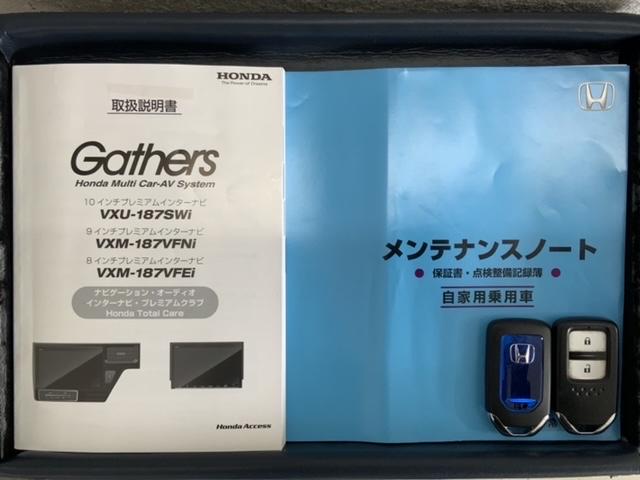 HONDA
The Power of Dreams
取扱説明書
Gathers
Honda Multi Car-AV System
10インチプレミアムインターナビ
VXU-187SWi
9インチプレミアムインターナビ
VXM-187VFNi
8インチプレミアムインターナビ
VXM-187VFEi
ナビゲーション・オーディオ
インターナビ・プレミアムクラブ
Honda Total Care
Honda Access
メンテナンスノート
● 保証書・点検整備記録簿 ●
自家用乗用車